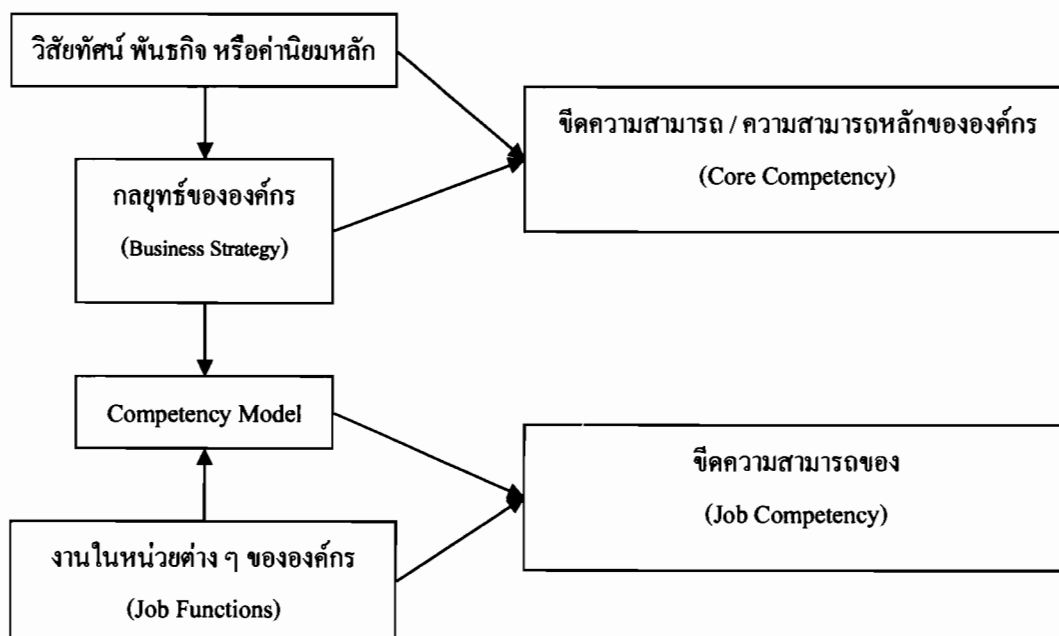 วิสัยทัศน์ พันธกิจ หรือค่านิยมหลัก
ขีดความสามารถ / ความสามารถหลักขององค์กร
(Core Competency)
กลยุทธ์ขององค์กร
(Business Strategy)
Competency Model
ขีดความสามารถของ
(Job Competency)
งานในหน่วยต่าง ๆ ขององค์กร
(Job Functions)